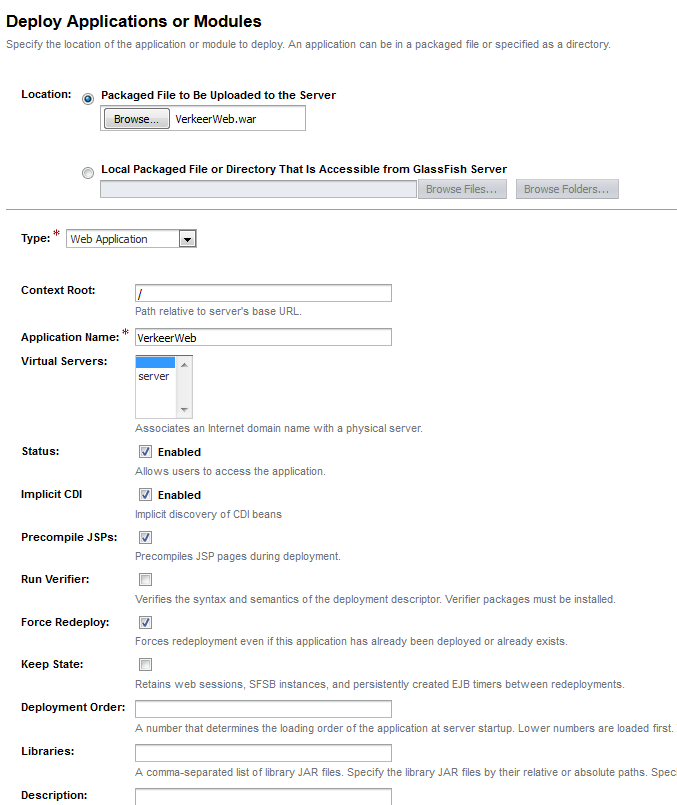 Deploy Applications or Modules
Specify the location of the application or module to deploy. An application can be in a packaged file or specified as a directory.
Location: Packaged File to Be Uploaded to the Server
Browse... VerkeerWeb.war
Local Packaged File or Directory That Is Accessible from GlassFish Server
Browse Files... Browse Folders...
Type: * Web Application
Context Root: /
Path relative to server's base URL.
Application Name: * VerkeerWeb
Virtual Servers:
server
Associates an Internet domain name with a physical server.
Status: Enabled
Allows users to access the application.
Implicit CDI Enabled
Implicit discovery of CDI beans
Precompile JSPs:
Precompiles JSP pages during deployment.
Run Verifier:
Verifies the syntax and semantics of the deployment descriptor. Verifier packages must be installed.
Force Redeploy:
Forces redeployment even if this application has already been deployed or already exists.
Keep State:
Retains web sessions, SFSB instances, and persistently created EJB timers between redeployments.
Deployment Order:
A number that determines the loading order of the application at server startup. Lower numbers are loaded first.
Libraries:
A comma-separated list of library JAR files. Specify the library JAR files by their relative or absolute paths. Speci
Description: